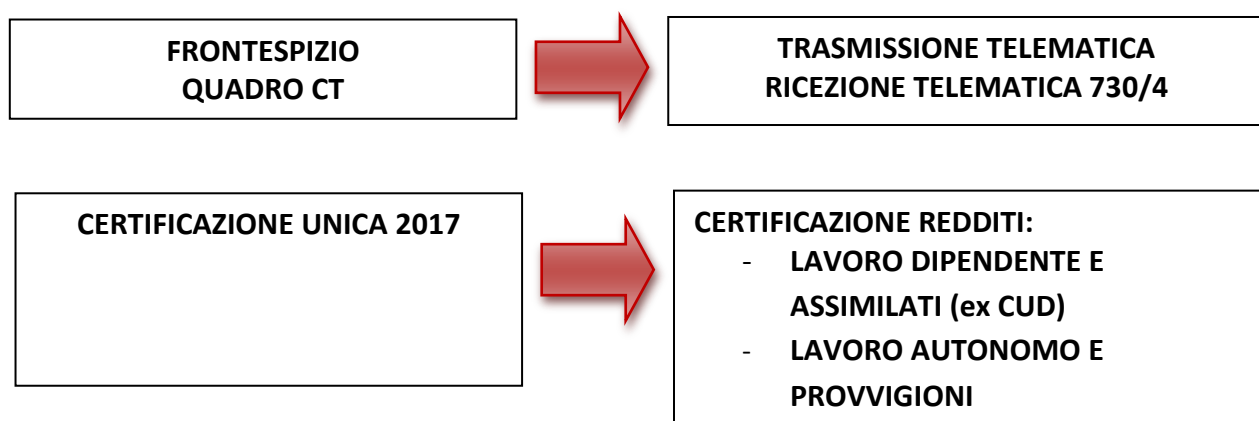 FRONTESPIZIO
QUADRO CT
TRASMISSIONE TELEMATICA
RICEZIONE TELEMATICA 730/4
CERTIFICAZIONE UNICA 2017
CERTIFICAZIONE REDDITI:
- LAVORO DIPENDENTE E
ASSIMILATI (ex CUD)
- LAVORO AUTONOMO E
PROVVIGIONI